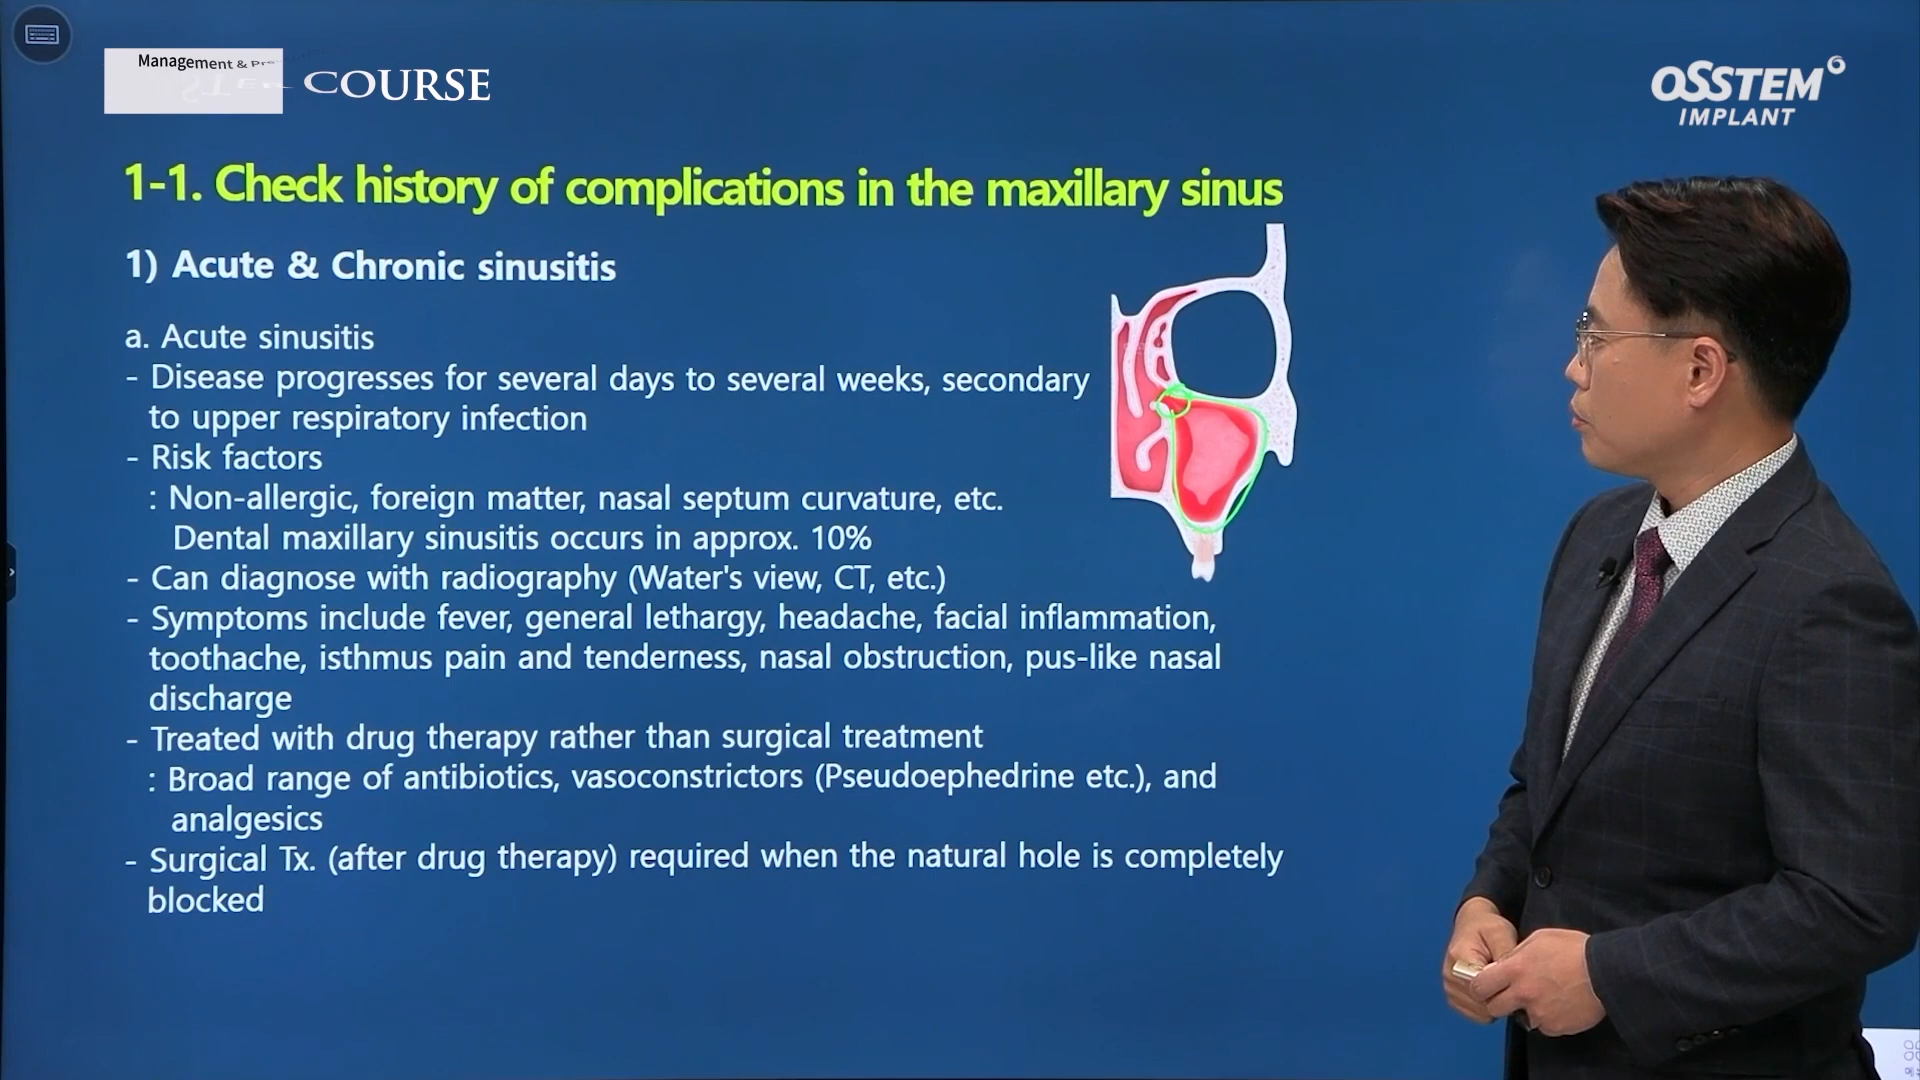 Management &
COURSE
OSSTEM
IMPLANT
1-1. Check history of complications in the maxillary sinus
1) Acute & Chronic sinusitis
a. Acute sinusitis
- Disease progresses for several days to several weeks, secondary
to upper respiratory infection
- Risk factors
: Non-allergic, foreign matter, nasal septum curvature, etc.
Dental maxillary sinusitis occurs in approx. 10%
- Can diagnose with radiography (Water's view, CT, etc.)
- Symptoms include fever, general lethargy, headache, facial inflammation,
toothache, isthmus pain and tenderness, nasal obstruction, pus-like nasal
discharge
- Treated with drug therapy rather than surgical treatment
: Broad range of antibiotics, vasoconstrictors (Pseudoephedrine etc.), and
analgesics
- Surgical Tx. (after drug therapy) required when the natural hole is completely
blocked